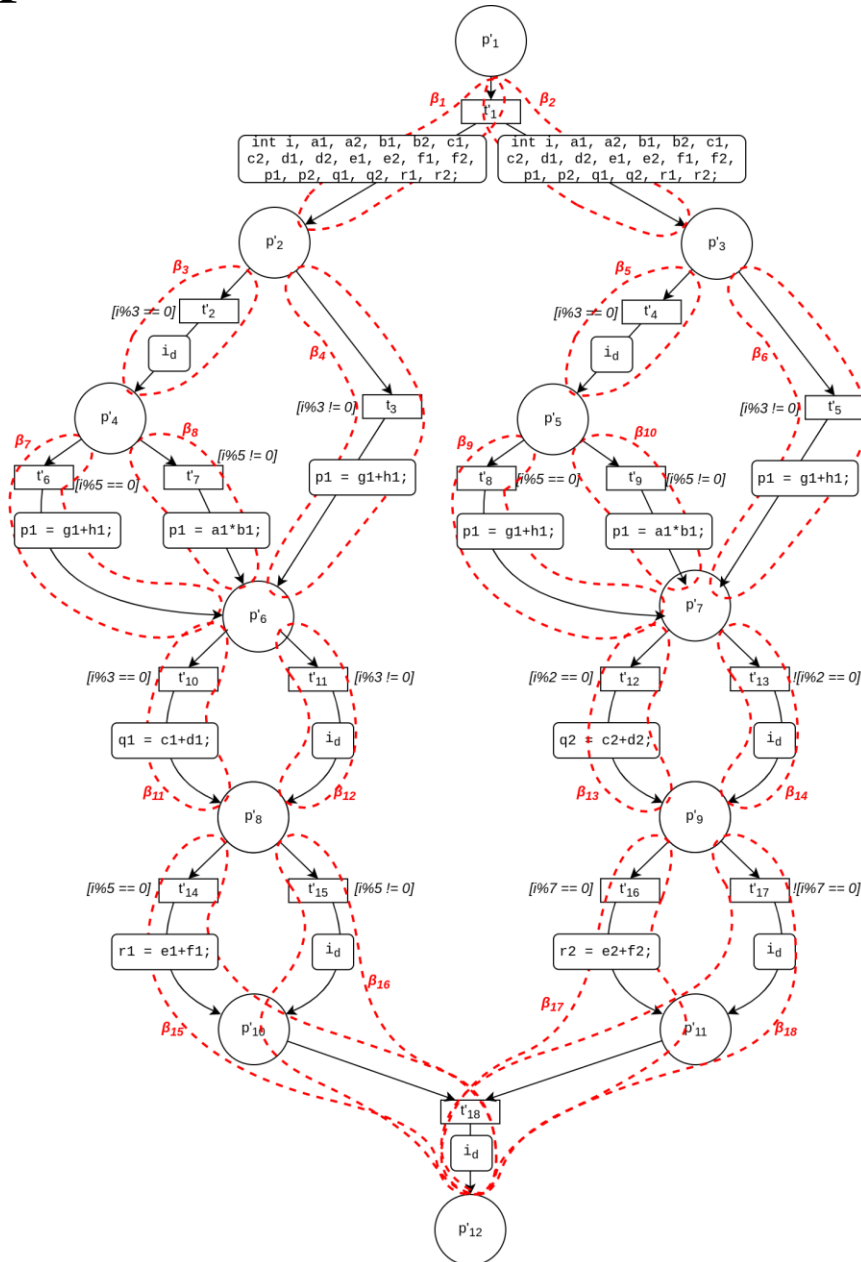 p'1
β1
β2
t'1
int i, a1, a2, b1, b2, c1,
c2, d1, d2, e1, e2, f1, f2,
p1, p2, q1, q2, r1, r2;
int i, a1, a2, b1, b2, c1,
c2, d1, d2, e1, e2, f1, f2,
p1, p2, q1, q2, r1, r2;
p'2
p'3
β3
β5
[i%3 == 0]
t'2
[i%3 == 0]
t'4
id
β4
id
β6
p'4
[i%3 != 0]
t3
p'5
[i%3 != 0]
t'5
β7
β8
β9
β10
t'6
[i%5 == 0]
t'7
[i%5 != 0]
t'8
[i%5 == 0]
t'9
[i%5 != 0]
p1 = g1+h1;
p1 = g1+h1;
p1 = g1+h1;
p1 = a1*b1;
p1 = g1+h1;
p1 = a1*b1;
p'6
p'7
[i%3 == 0]
t'10
t'11
[i%3 != 0]
[i%2 == 0]
t'12
t'13
![i%2 == 0]
q1 = c1+d1;
id
q2 = c2+d2;
id
β11
β12
β13
β14
p'8
p'9
[i%5 == 0]
t'14
t'15
[i%5 != 0]
[i%7 == 0]
t'16
t'17
![i%7 == 0]
r1 = e1+f1;
id
r2 = e2+f2;
id
β16
β17
β15
p'10
p'11
β18
t'18
id
p'12